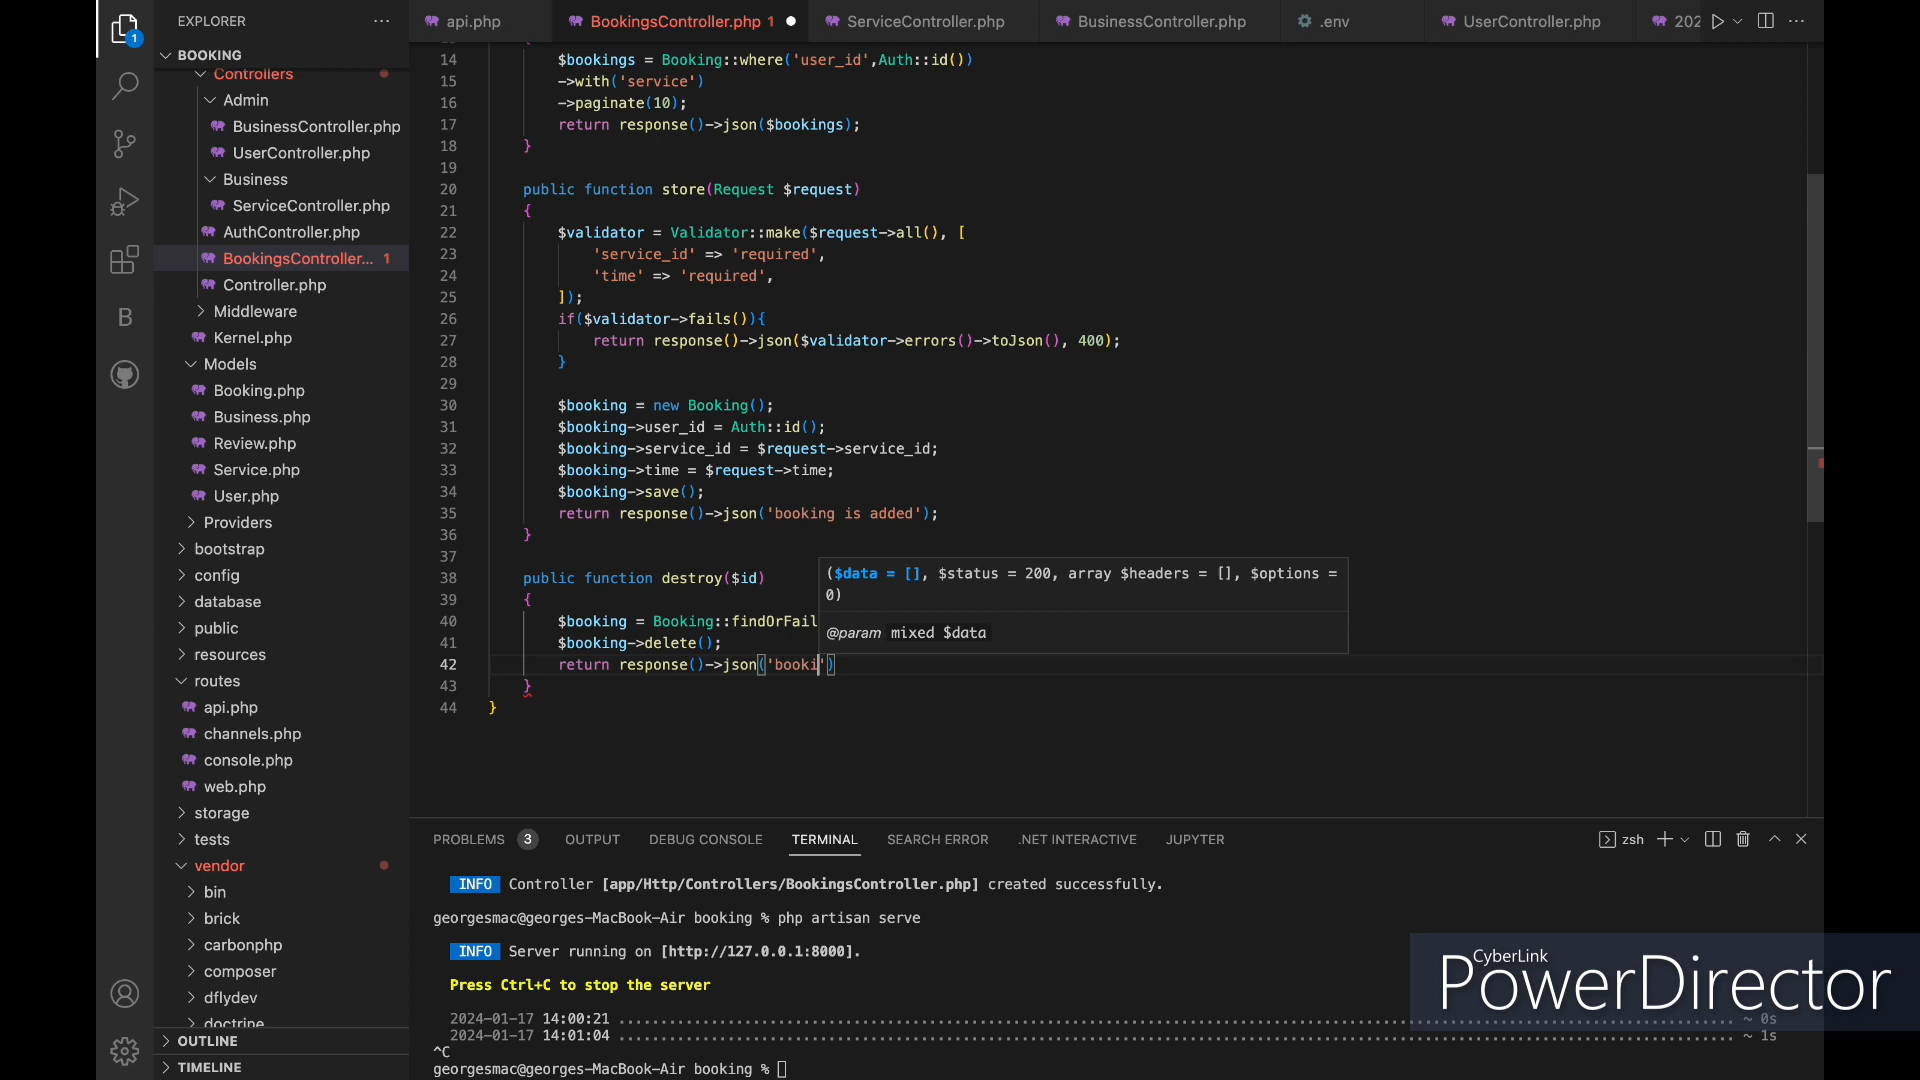 EXPLORER
BOOKING
Controllers
Admin
BusinessController.php
UserController.php
Business
ServiceController.php
AuthController.php
BookingsController... 1
Controller.php
Middleware
Kernel.php
Models
Booking.php
Business.php
Review.php
Service.php
User.php
Providers
bootstrap
config
database
public
resources
routes
api.php
channels.php
console.php
web.php
storage
tests
vendor
bin
brick
carbonphp
composer
dflydev
doctrine
OUTLINE
TIMELINE
1
B
api.php
BookingsController.php 1
ServiceController.php
BusinessController.php
.env
UserController.php
202
14 $bookings = Booking::where('user_id',Auth::id())
15 ->with('service')
16 ->paginate(10);
17 return response()->json($bookings);
18 }
19
20 public function store(Request $request)
21 {
22 $validator = Validator::make($request->all(), [
23 'service_id' => 'required',
24 'time' => 'required',
25 ]);
26 if($validator->fails()){
27 return response()->json($validator->errors()->toJson(), 400);
28 }
29
30 $booking = new Booking();
31 $booking->user_id = Auth::id();
32 $booking->service_id = $request->service_id;
33 $booking->time = $request->time;
34 $booking->save();
35 return response()->json('booking is added');
36 }
37
38 public function destroy($id)
39 {
40 $booking = Booking::findOrFail
41 $booking->delete();
42 return response()->json('booki')
43 }
44 }
($data = [], $status = 200, array $headers = [], $options =
0)
@param mixed $data
PROBLEMS 3 OUTPUT DEBUG CONSOLE TERMINAL SEARCH ERROR .NET INTERACTIVE JUPYTER
zsh
INFO Controller [app/Http/Controllers/BookingsController.php] created successfully.
georgesmac@georges-MacBook-Air booking % php artisan serve
INFO Server running on [http://127.0.0.1:8000].
Press Ctrl+C to stop the server
2024-01-17 14:00:21 ~ 0s
2024-01-17 14:01:04 ~ 1s
^C
georgesmac@georges-MacBook-Air booking %
CyberLink
PowerDirector